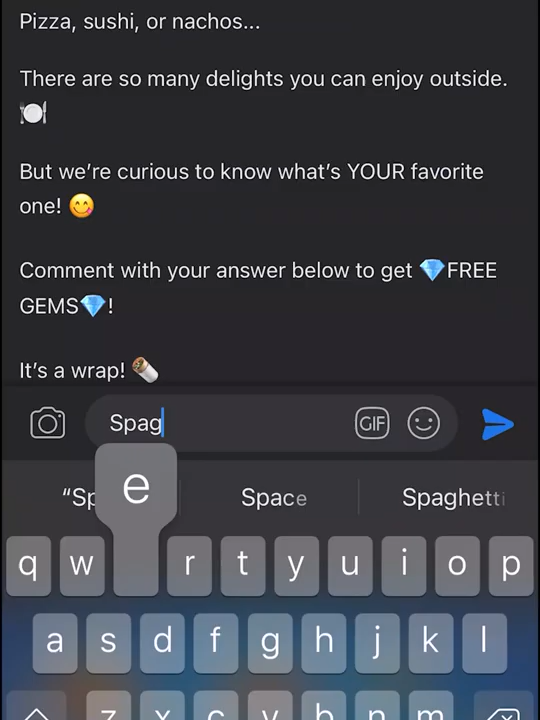 Pizza, sushi, or nachos...
There are so many delights you can enjoy outside.
🍽️
But we're curious to know what's YOUR favorite
one! 😋
Comment with your answer below to get 💎FREE
GEMS💎!
It's a wrap! 🌯
Spag
GIF
e
Space
Spaghetti
q w r t y u i o p
a s d f g h j k l
z x c v b n m